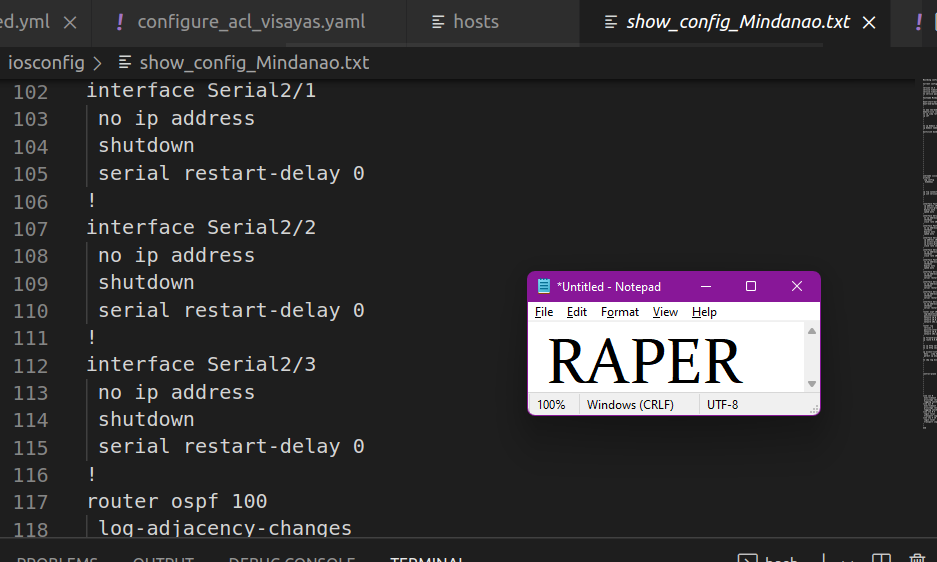 ed.yml
! configure_acl_visayas.yaml
hosts
show_config_Mindanao.txt
!
iosconfig > show_config_Mindanao.txt
102 interface Serial2/1
103 no ip address
104 shutdown
105 serial restart-delay 0
106 !
107 interface Serial2/2
108 no ip address
109 shutdown
110 serial restart-delay 0
111 !
112 interface Serial2/3
113 no ip address
114 shutdown
115 serial restart-delay 0
116 !
117 router ospf 100
118 log-adjacency-changes
*Untitled - Notepad
File Edit Format View Help
RAPER
100% Windows (CRLF) UTF-8
PROBLEMS OUTPUT DEBUG CONSOLE TERMINAL bash